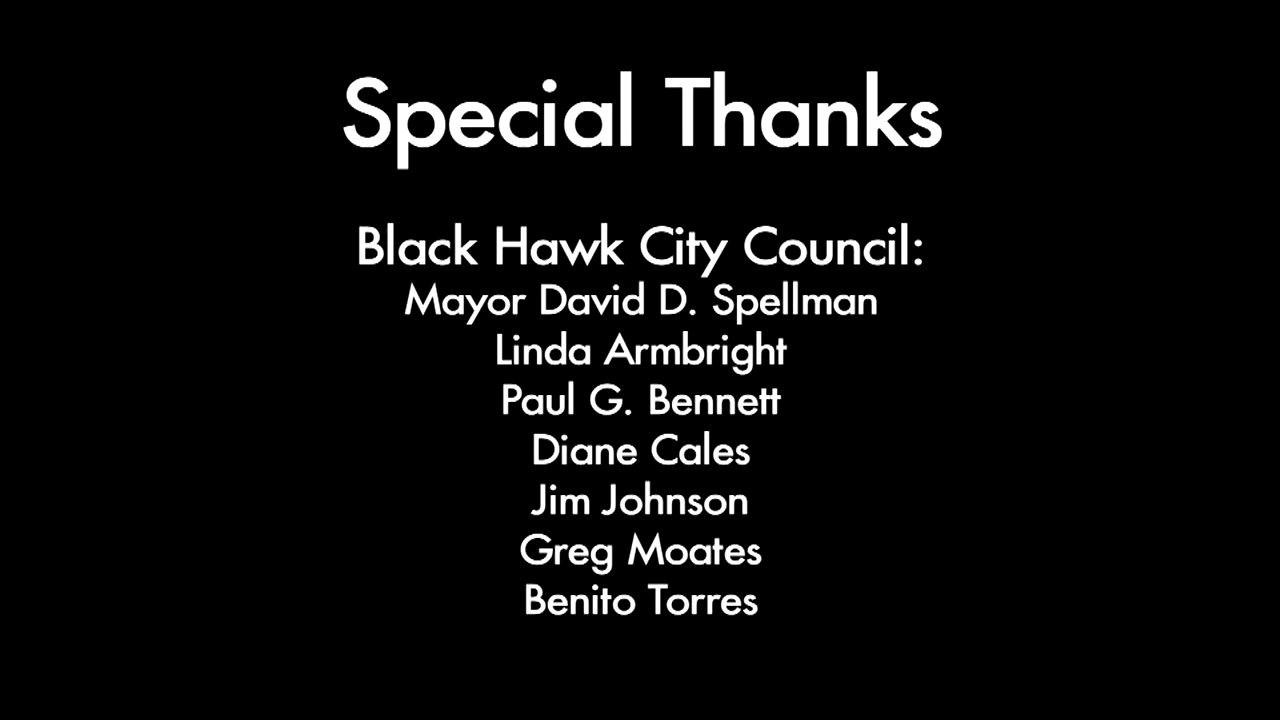 Special Thanks
Black Hawk City Council:
Mayor David D. Spellman
Linda Armbright
Paul G. Bennett
Diane Cales
Jim Johnson
Greg Moates
Benito Torres